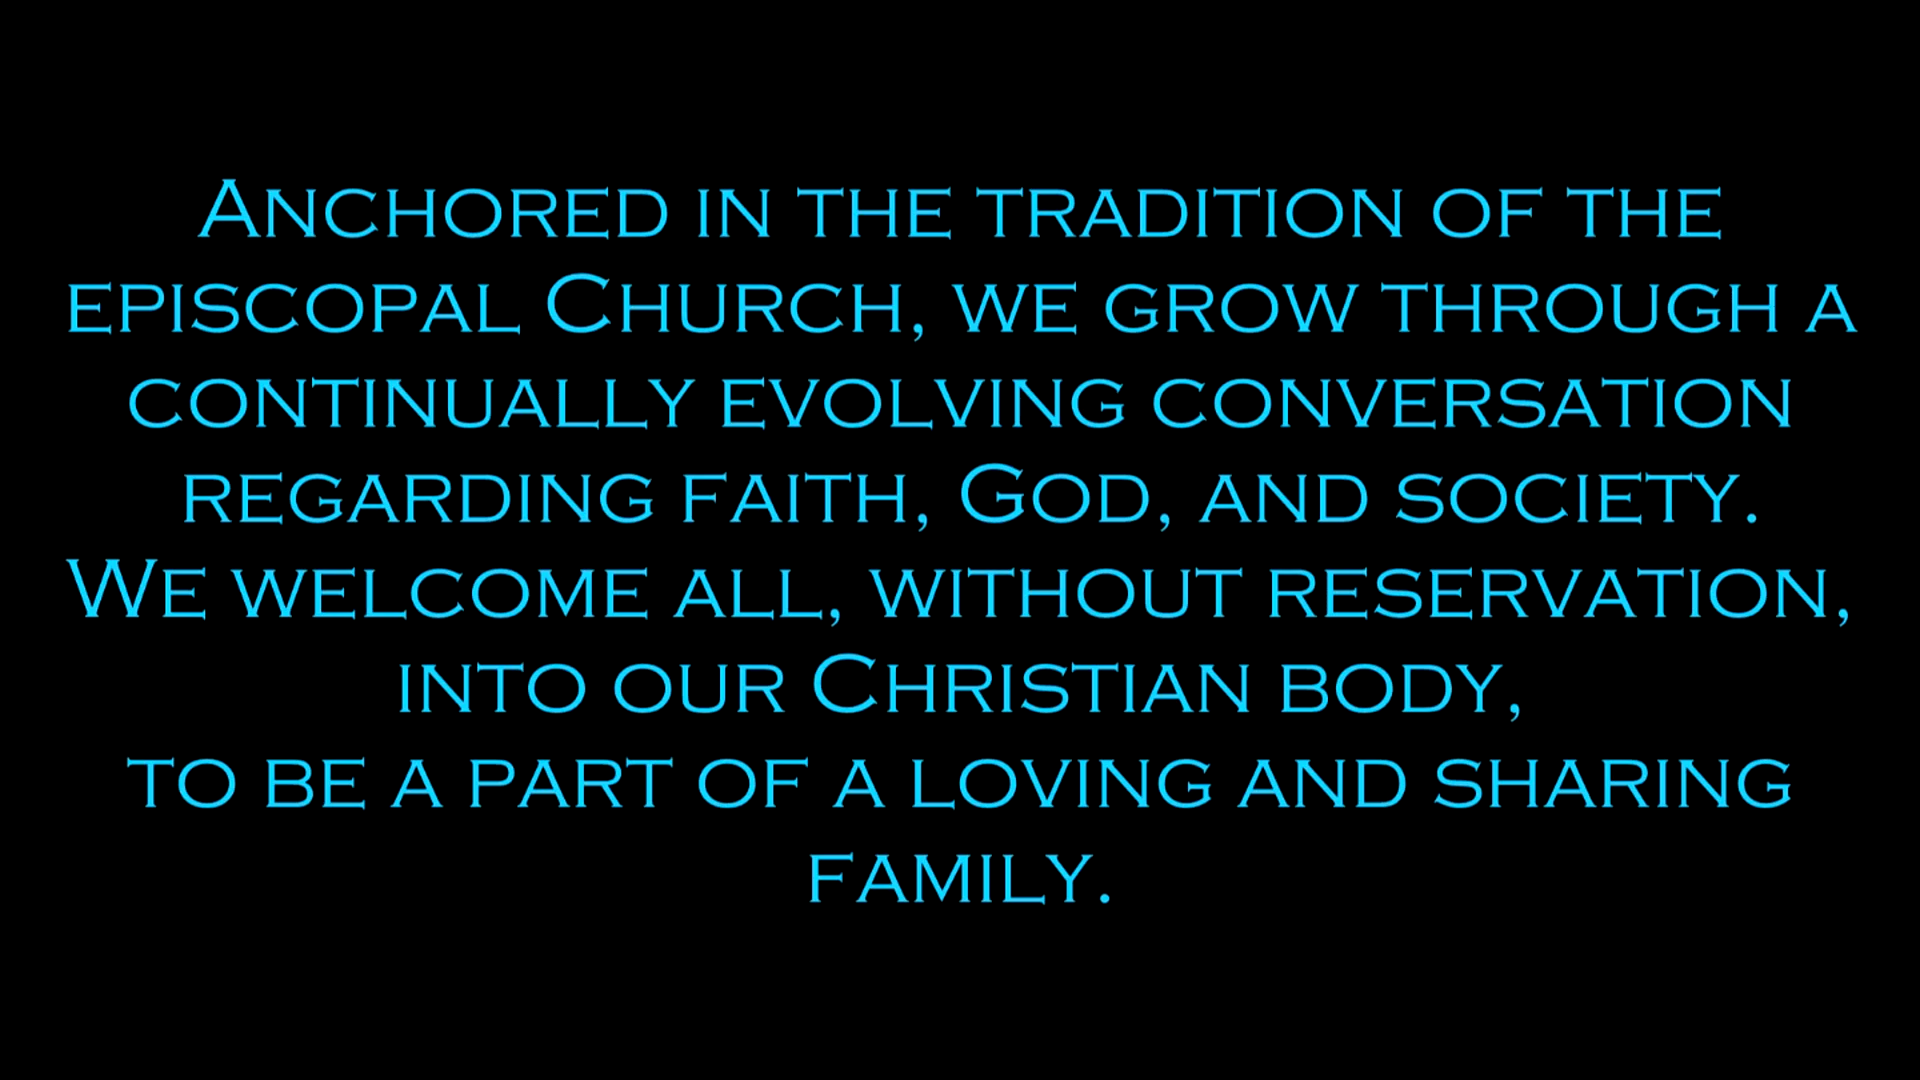 Anchored in the tradition of the
episcopal Church, we grow through a
continually evolving conversation
regarding faith, God, and society.
We welcome all, without reservation,
into our Christian body,
to be a part of a loving and sharing
family.